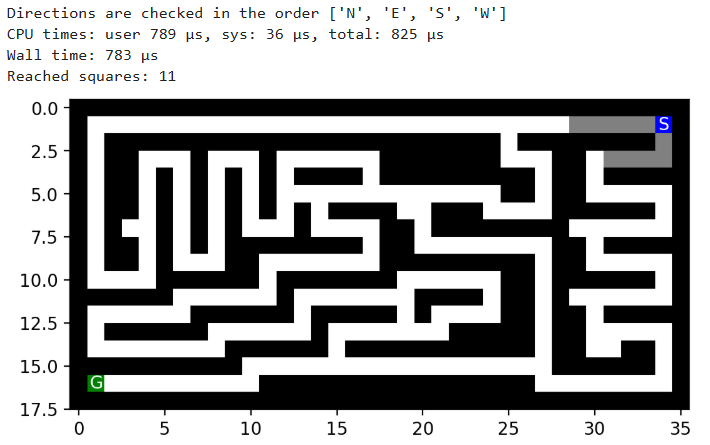 Directions are checked in the order ['N', 'E', 'S', 'W']
CPU times: user 789 µs, sys: 36 µs, total: 825 µs
Wall time: 783 µs
Reached squares: 11
0.0
S
2.5
5.0
7.5
10.0
12.5
15.0
G
17.5
0 5 10 15 20 25 30 35